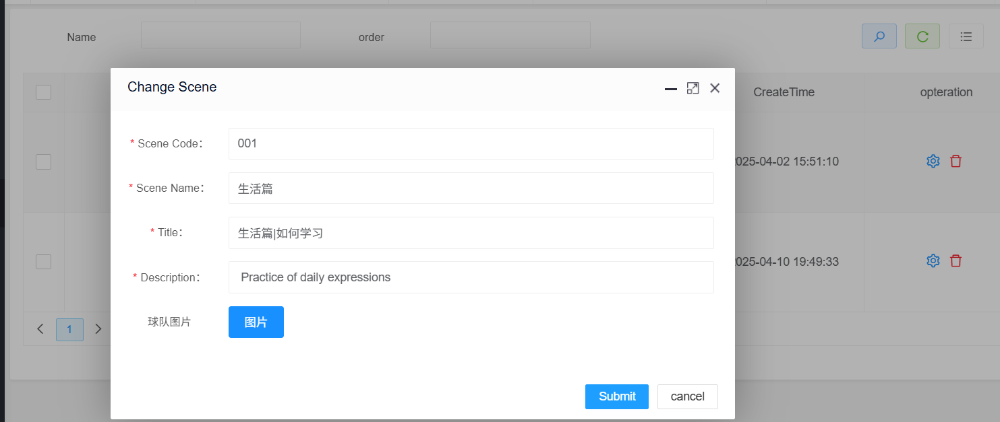 Name
order
Change Scene
CreateTime
opteration
* Scene Code：
001
025-04-02 15:51:10
* Scene Name：
生活篇
* Title：
生活篇|如何学习
025-04-10 19:49:33
* Description：
Practice of daily expressions
球队图片
图片
1
Submit
cancel